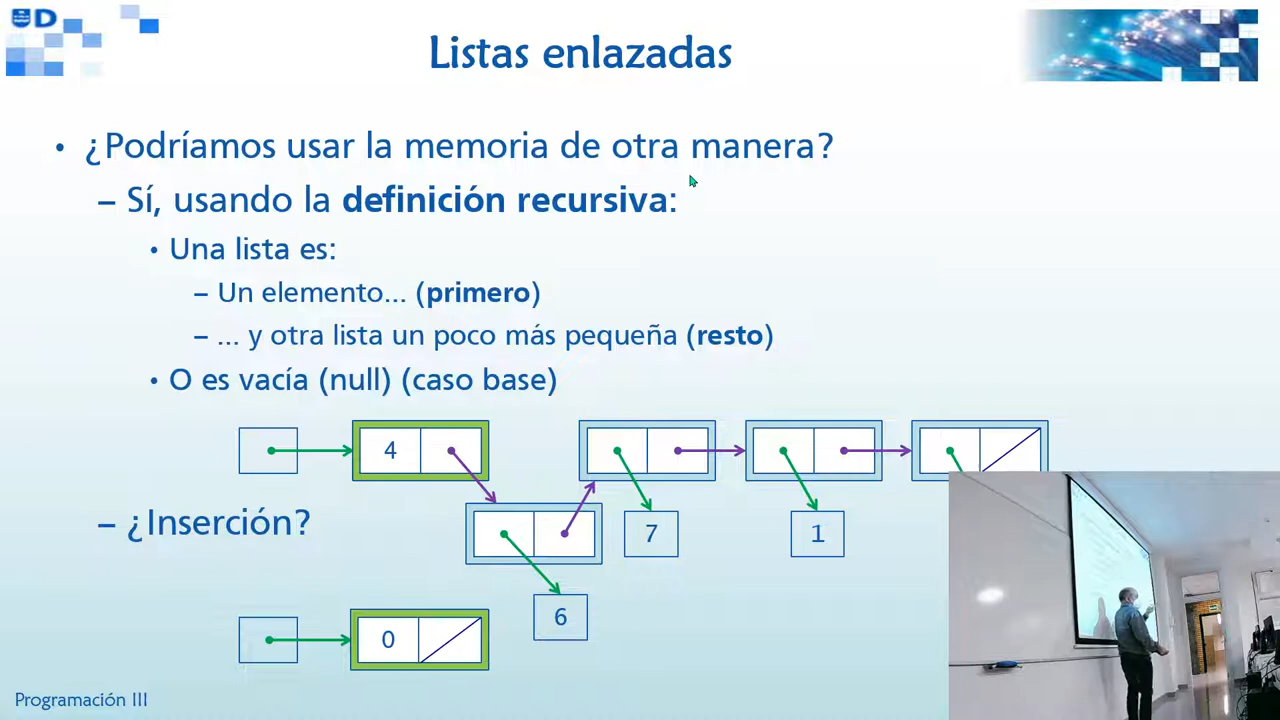 D
Listas enlazadas
• ¿Podríamos usar la memoria de otra manera?
– Sí, usando la definición recursiva:
• Una lista es:
– Un elemento... (primero)
– ... y otra lista un poco más pequeña (resto)
• O es vacía (null) (caso base)
4
– ¿Inserción?
7
1
6
0
Programación III